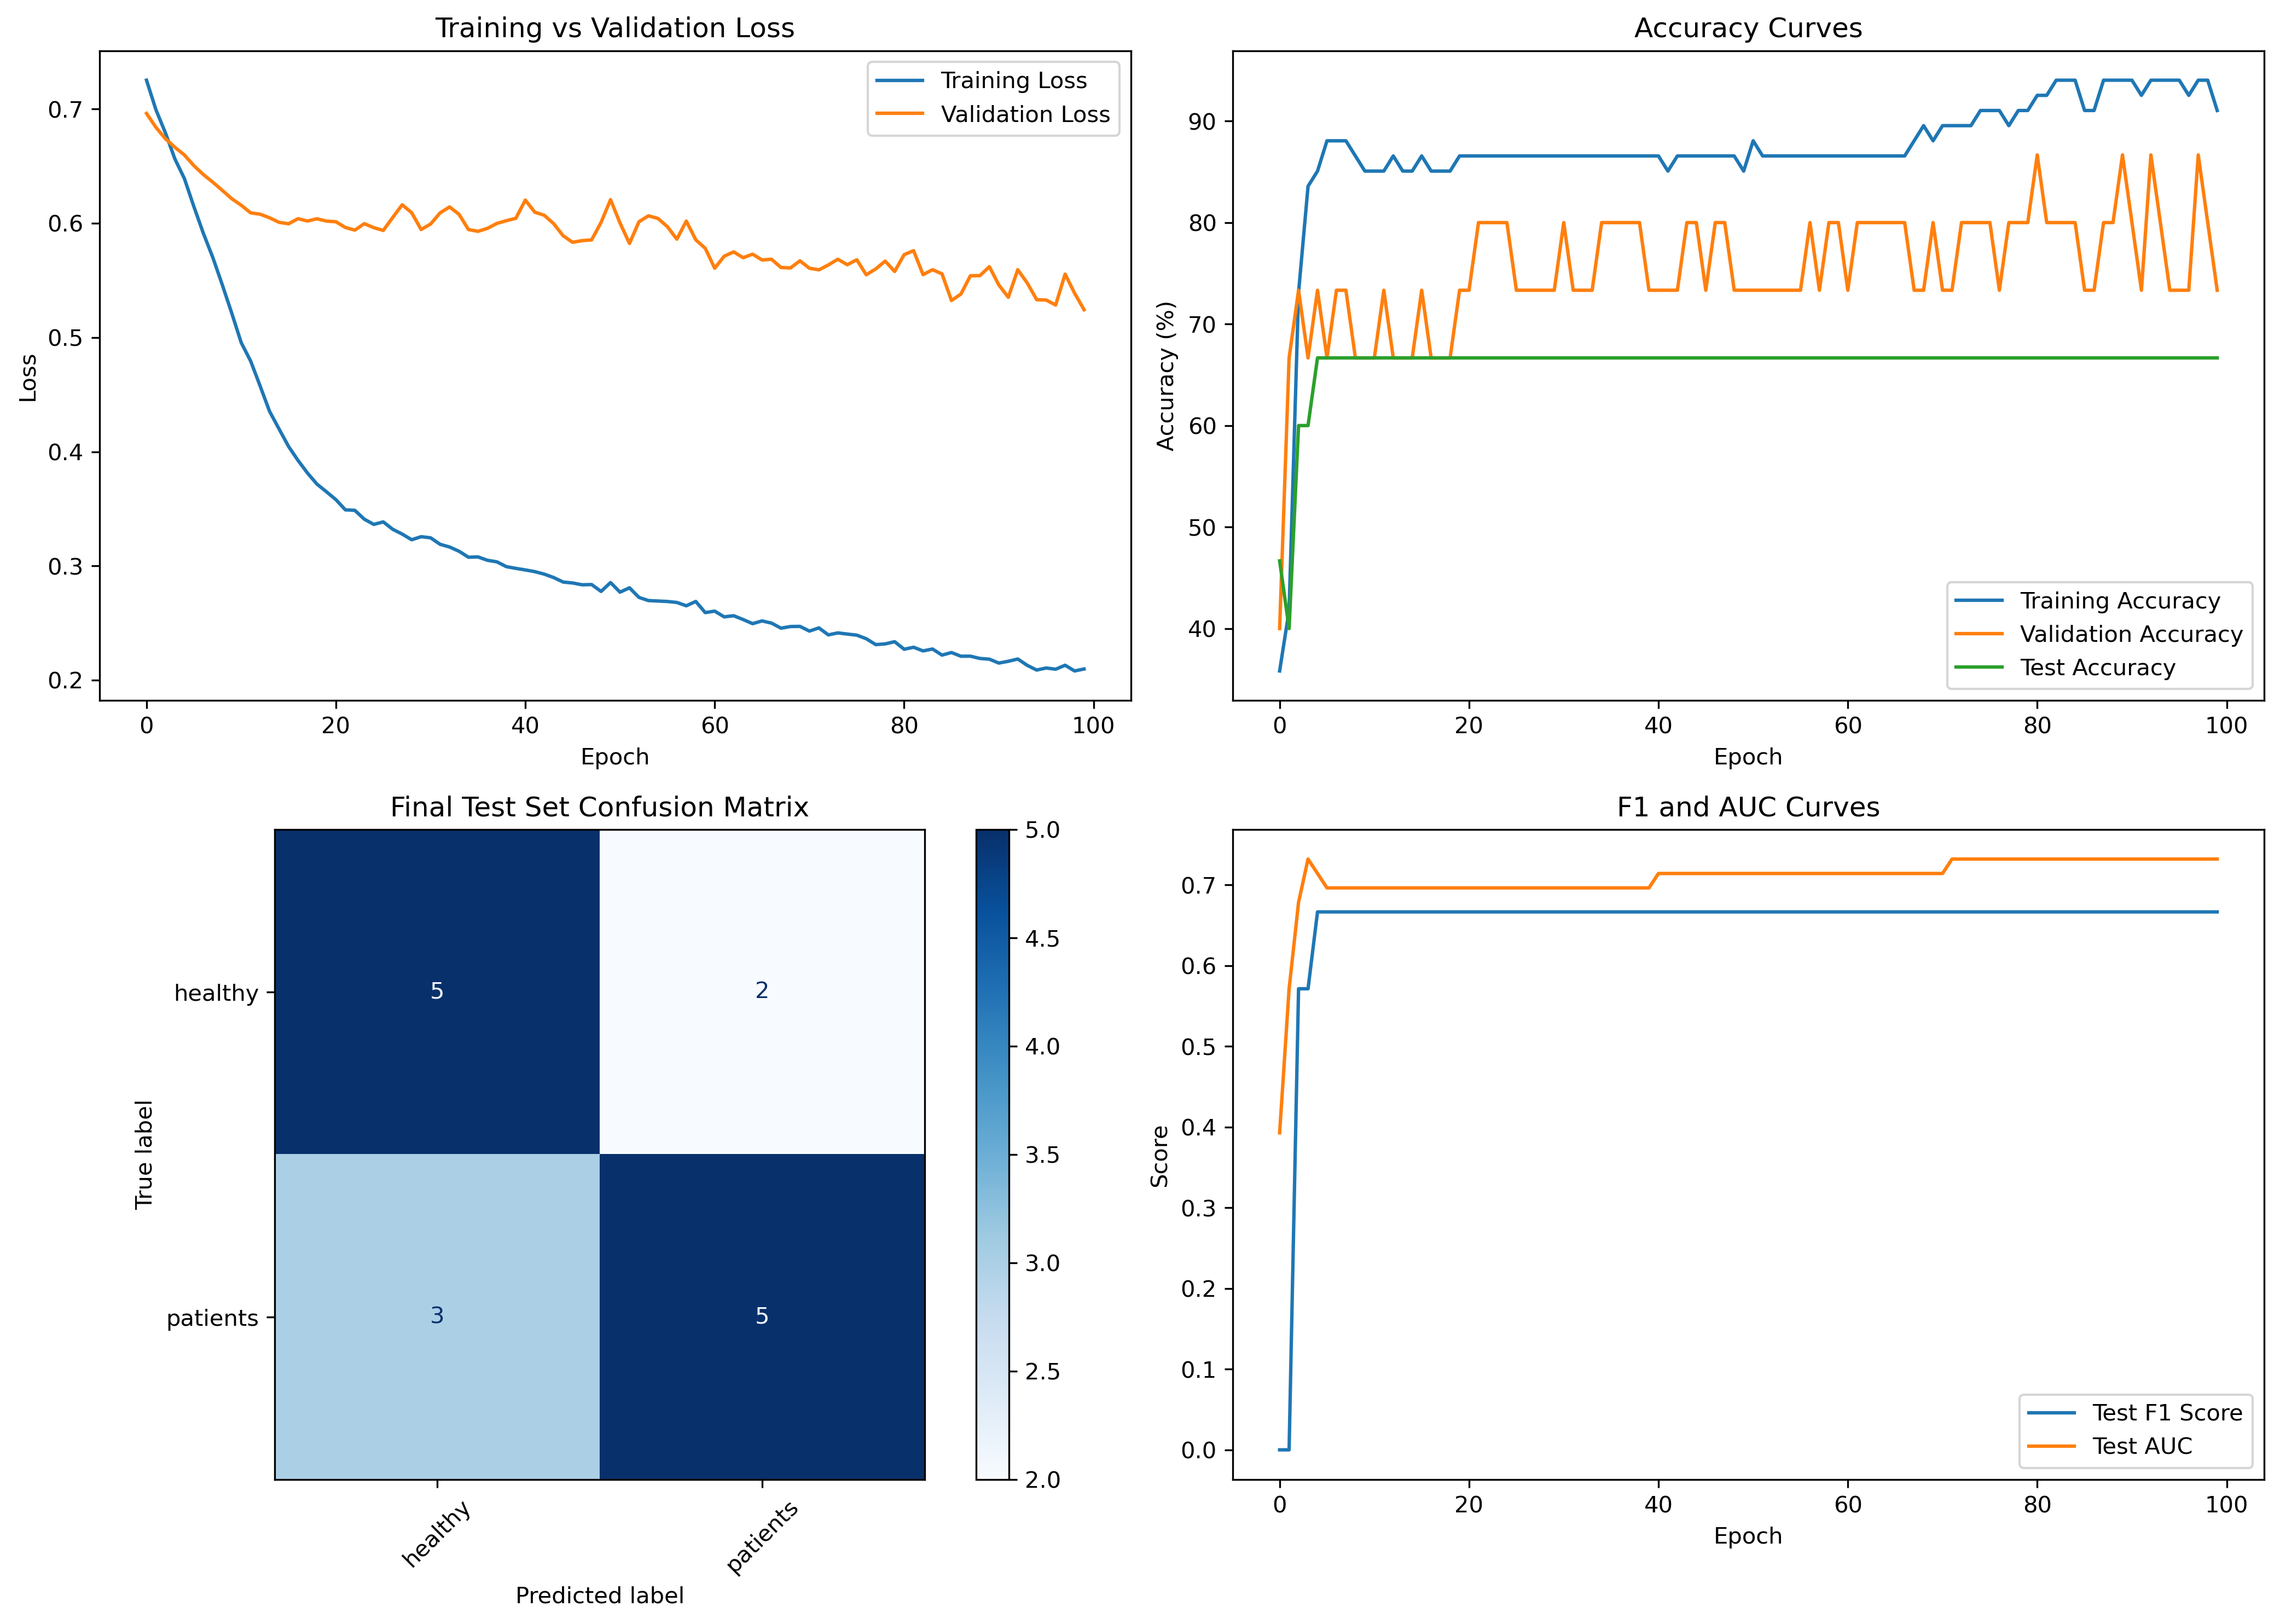 Training vs Validation Loss
Loss
0.7
0.6
0.5
0.4
0.3
0.2
0 20 40 60 80 100
Epoch
Training Loss
Validation Loss
Accuracy Curves
Accuracy (%)
90
80
70
60
50
40
0 20 40 60 80 100
Epoch
Training Accuracy
Validation Accuracy
Test Accuracy
Final Test Set Confusion Matrix
True label
healthy
patients
5 2
3 5
healthy patients
Predicted label
5.0
4.5
4.0
3.5
3.0
2.5
2.0
F1 and AUC Curves
Score
0.7
0.6
0.5
0.4
0.3
0.2
0.1
0.0
0 20 40 60 80 100
Epoch
Test F1 Score
Test AUC